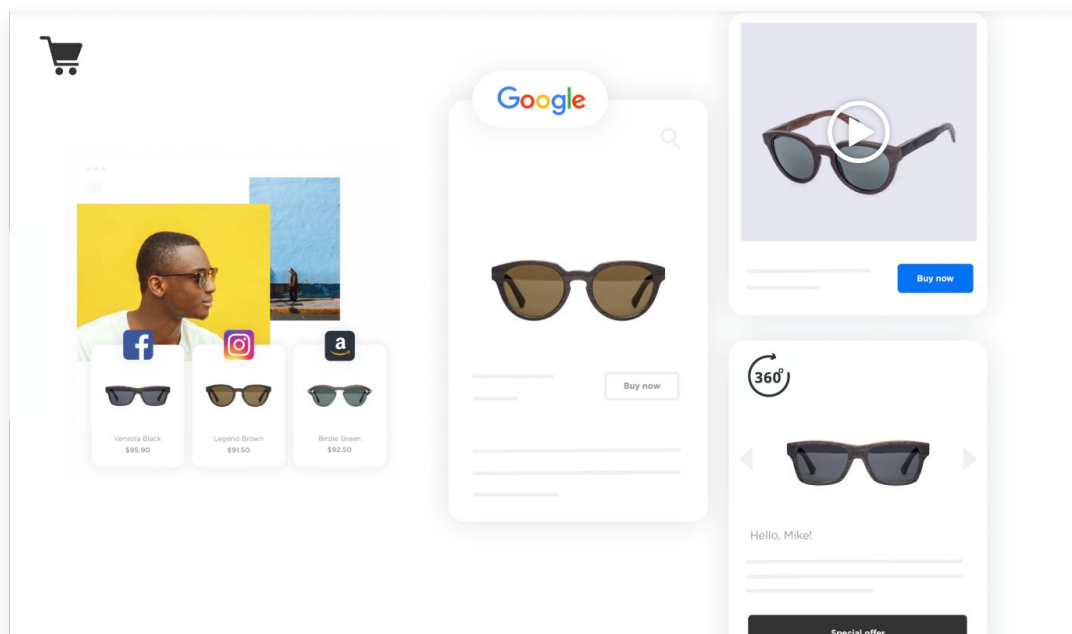 Google
Buy now
360°
Hello, Mike!
Special offer
Buy now
f
a
Venezia Black
$95.90
Legend Brown
$91.50
Birdie Green
$92.50